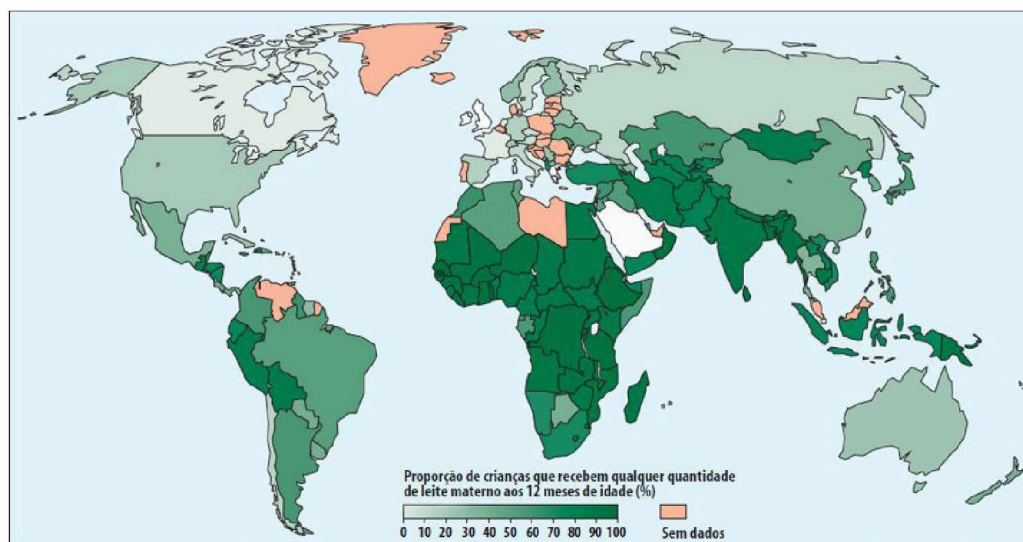 Proporção de crianças que recebem qualquer quantidade
de leite materno aos 12 meses de idade (%)
0 10 20 30 40 50 60 70 80 90 100
Sem dados